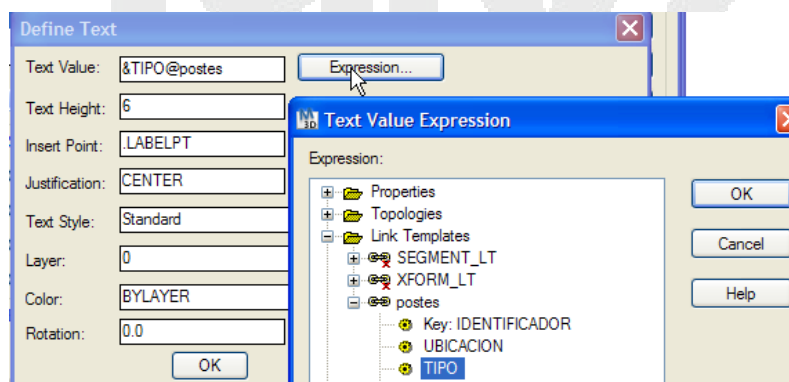 Define Text
Text Value: &TIPO@postes Expression...
Text Height: 6
Insert Point: .LABELPT
Justification: CENTER
Text Style: Standard
Layer: 0
Color: BYLAYER
Rotation: 0.0
OK
Text Value Expression
Expression:
Properties
Topologies
Link Templates
SEGMENT_LT
XFORM_LT
postes
Key: IDENTIFICADOR
UBICACION
TIPO
OK
Cancel
Help